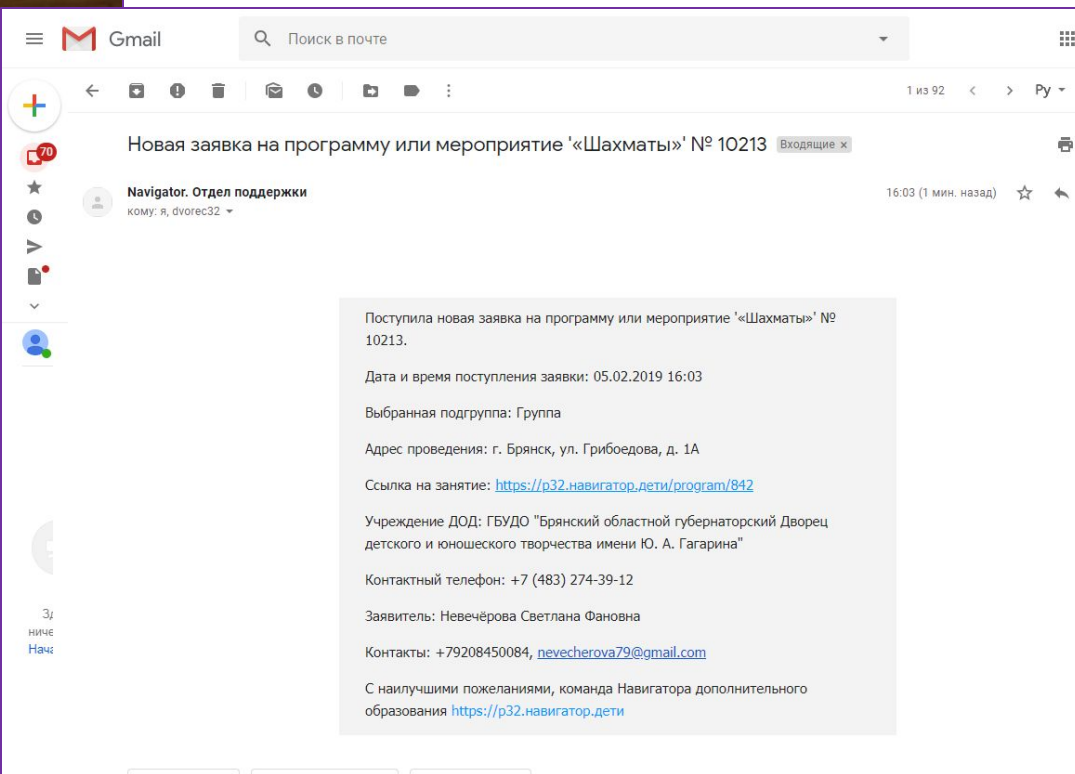 Gmail
Поиск в почте
1 из 92
Ру
70
Новая заявка на программу или мероприятие '«Шахматы»' № 10213 Входящие ×
Navigator. Отдел поддержки
16:03 (1 мин. назад)
кому: я, dvorec32
Поступила новая заявка на программу или мероприятие '«Шахматы»' №
10213.
Дата и время поступления заявки: 05.02.2019 16:03
Выбранная подгруппа: Группа
Адрес проведения: г. Брянск, ул. Грибоедова, д. 1А
Ссылка на занятие: https://р32.навигатор.дети/program/842
Учреждение ДОД: ГБУДО "Брянский областной губернаторский Дворец
детского и юношеского творчества имени Ю. А. Гагарина"
Контактный телефон: +7 (483) 274-39-12
Заявитель: Невечёрова Светлана Фановна
Контакты: +79208450084, nevecherova79@gmail.com
С наилучшими пожеланиями, команда Навигатора дополнительного
образования https://р32.навигатор.дети